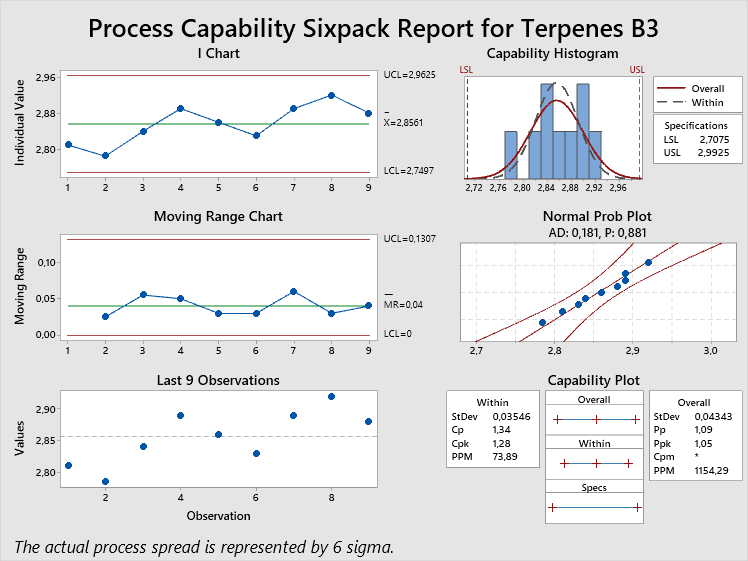 Process Capability Sixpack Report for Terpenes B3
I Chart
Individual Value
2,96
2,88
2,80
1 2 3 4 5 6 7 8 9
UCL=2,9625
_
X=2,8561
LCL=2,7497
Moving Range Chart
Moving Range
0,10
0,05
0,00
1 2 3 4 5 6 7 8 9
UCL=0,1307
__
MR=0,04
LCL=0
Last 9 Observations
Values
2,90
2,85
2,80
2 4 6 8
Observation
Capability Histogram
LSL USL
2,72 2,76 2,80 2,84 2,88 2,92 2,96
Overall
Within
Specifications
LSL 2,7075
USL 2,9925
Normal Prob Plot
AD: 0,181, P: 0,881
2,7 2,8 2,9 3,0
Capability Plot
Within
StDev 0,03546
Cp 1,34
Cpk 1,28
PPM 73,89
Overall
Within
Specs
Overall
StDev 0,04343
Pp 1,09
Ppk 1,05
Cpm *
PPM 1154,29
The actual process spread is represented by 6 sigma.